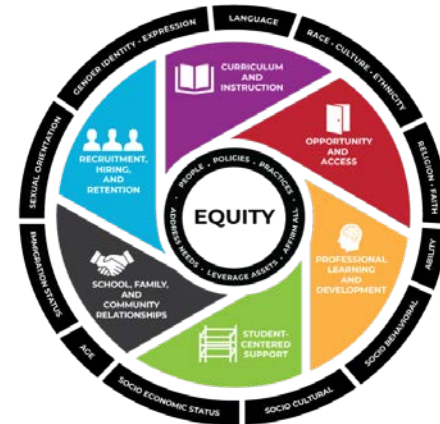 LANGUAGE
RACE • CULTURE • ETHNICITY
RELIGION • FAITH
ABILITY
SOCIO BEHAVIORAL
SOCIO CULTURAL
SOCIO ECONOMIC STATUS
AGE
IMMIGRATION STATUS
SEXUAL ORIENTATION
GENDER IDENTITY • EXPRESSION
CURRICULUM
AND
INSTRUCTION
OPPORTUNITY
AND
ACCESS
PROFESSIONAL
LEARNING
AND
DEVELOPMENT
STUDENT-
CENTERED
SUPPORT
SCHOOL, FAMILY,
AND
COMMUNITY
RELATIONSHIPS
RECRUITMENT,
HIRING,
AND
RETENTION
• PEOPLE • POLICIES • PRACTICES •
ADDRESS NEEDS • LEVERAGE ASSETS • AFFIRM ALL
EQUITY